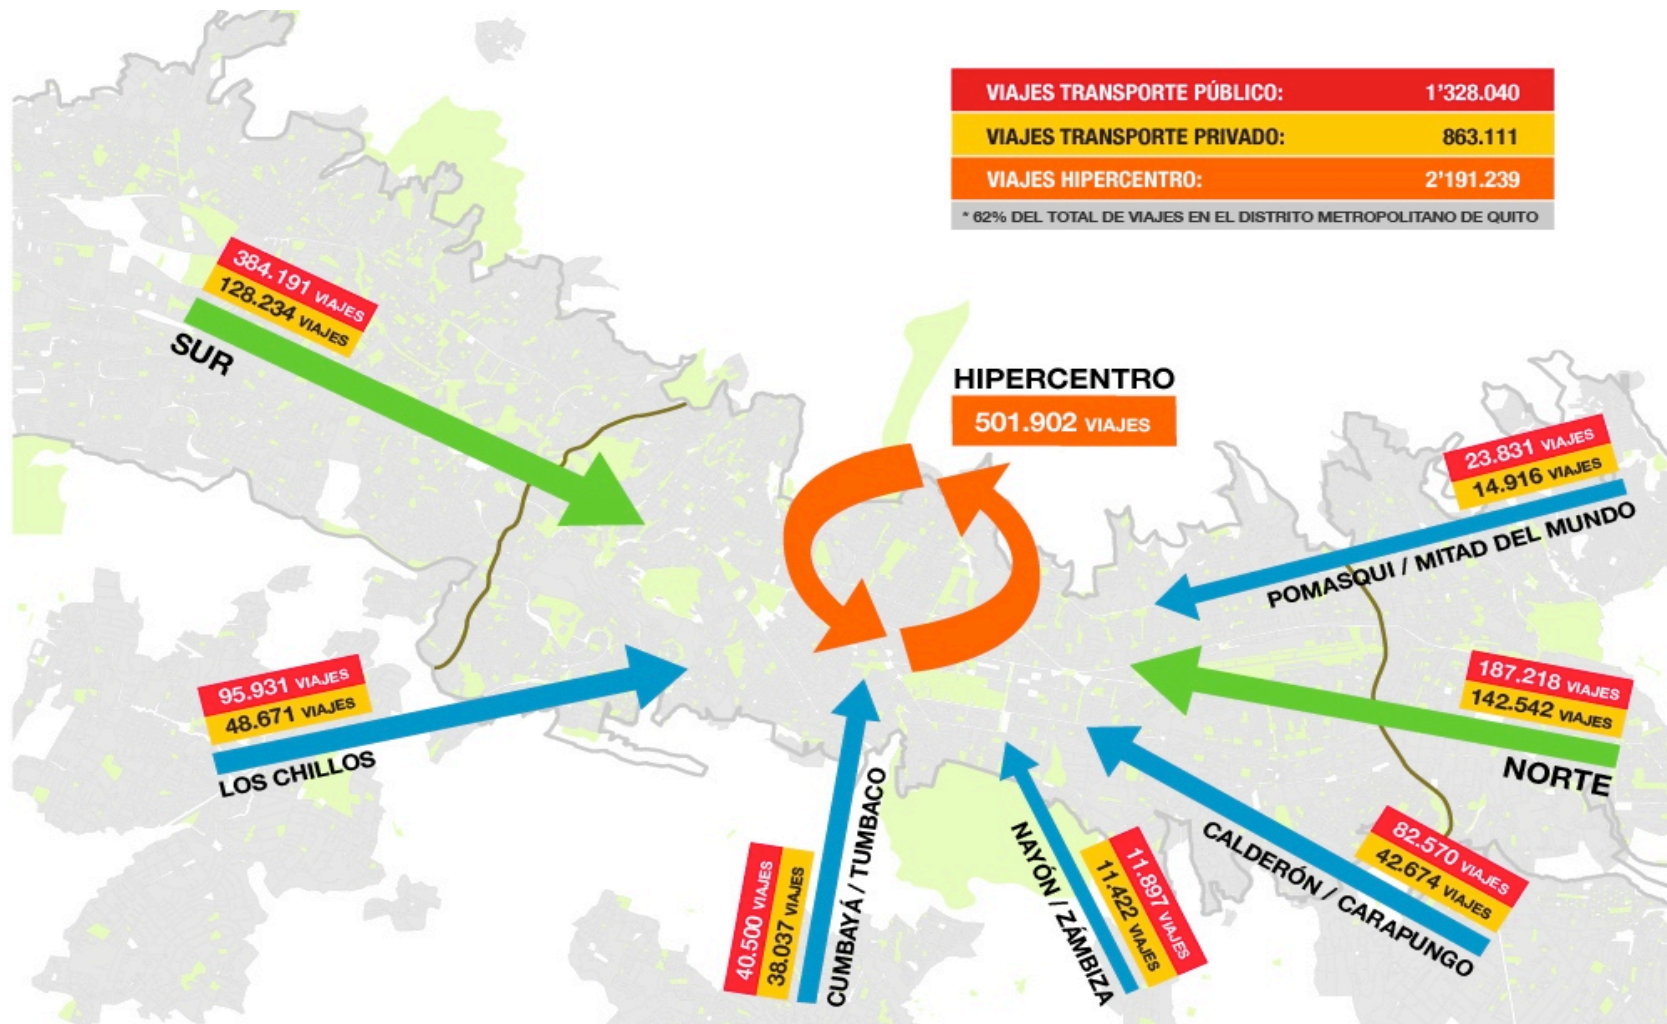 VIAJES TRANSPORTE PÚBLICO: 1'328.040
VIAJES TRANSPORTE PRIVADO: 863.111
VIAJES HIPERCENTRO: 2'191.239
* 62% DEL TOTAL DE VIAJES EN EL DISTRITO METROPOLITANO DE QUITO
384.191 VIAJES
128.234 VIAJES
SUR
HIPERCENTRO
501.902 VIAJES
23.831 VIAJES
14.916 VIAJES
POMASQUI / MITAD DEL MUNDO
187.218 VIAJES
142.542 VIAJES
NORTE
95.931 VIAJES
48.671 VIAJES
LOS CHILLOS
40.500 VIAJES
38.037 VIAJES
CUMBAYÁ / TUMBACO
11.897 VIAJES
11.422 VIAJES
NAYÓN / ZÁMBIZA
82.570 VIAJES
42.674 VIAJES
CALDERÓN / CARAPUNGO